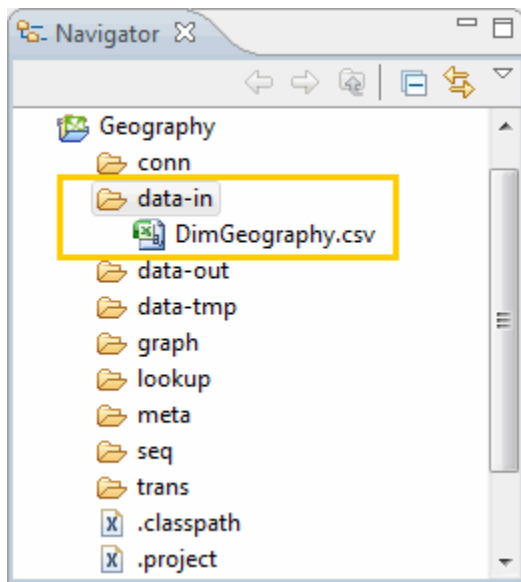 Navigator
Geography
conn
data-in
DimGeography.csv
data-out
data-tmp
graph
lookup
meta
seq
trans
.classpath
.project